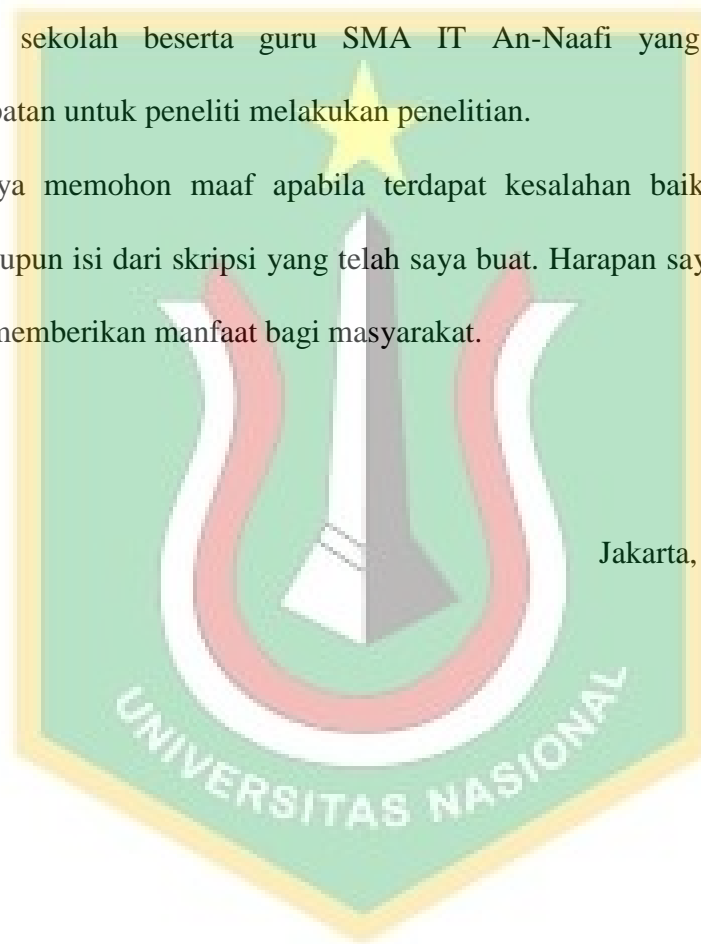 sekolah beserta guru SMA IT An-Naafi yang
patan untuk peneliti melakukan penelitian.
ya memohon maaf apabila terdapat kesalahan baik
upun isi dari skripsi yang telah saya buat. Harapan say
memberikan manfaat bagi masyarakat.
Jakarta,
UNIVERSITAS NASIONAL